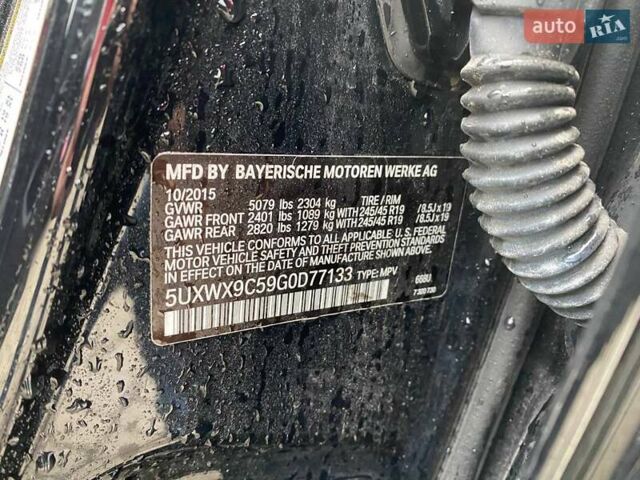 auto RIA .com
MFD BY BAYERISCHE MOTOREN WERKE AG
10/2015
GVWR 5079 lbs 2304 kg TIRE / RIM
GAWR FRONT 2401 lbs 1089 kg WITH 245/45 R19 /8.5J x 19
GAWR REAR 2820 lbs 1279 kg WITH 245/45 R19 /8.5J x 19
THIS VEHICLE CONFORMS TO ALL APPLICABLE U.S. FEDERAL
MOTOR VEHICLE SAFETY AND THEFT PREVENTION STANDARDS
IN EFFECT ON THE DATE OF MANUFACTURE SHOWN ABOVE.
5UXWX9C59G0D77133 TYPE: MPV